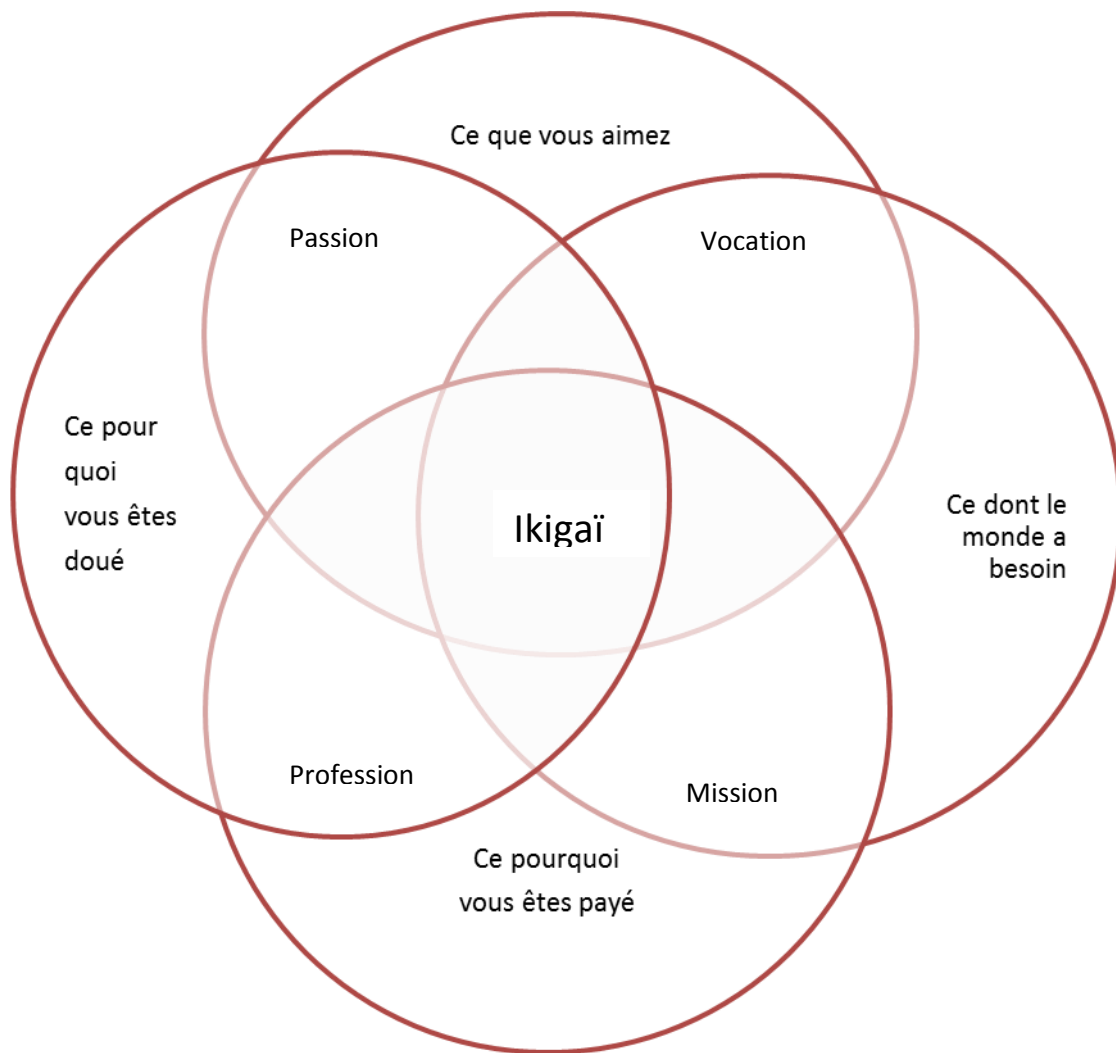 Ce que vous aimez
Passion
Vocation
Ce pour
quoi
vous êtes
doué
Ikigaï
Ce dont le
monde a
besoin
Profession
Mission
Ce pourquoi
vous êtes payé